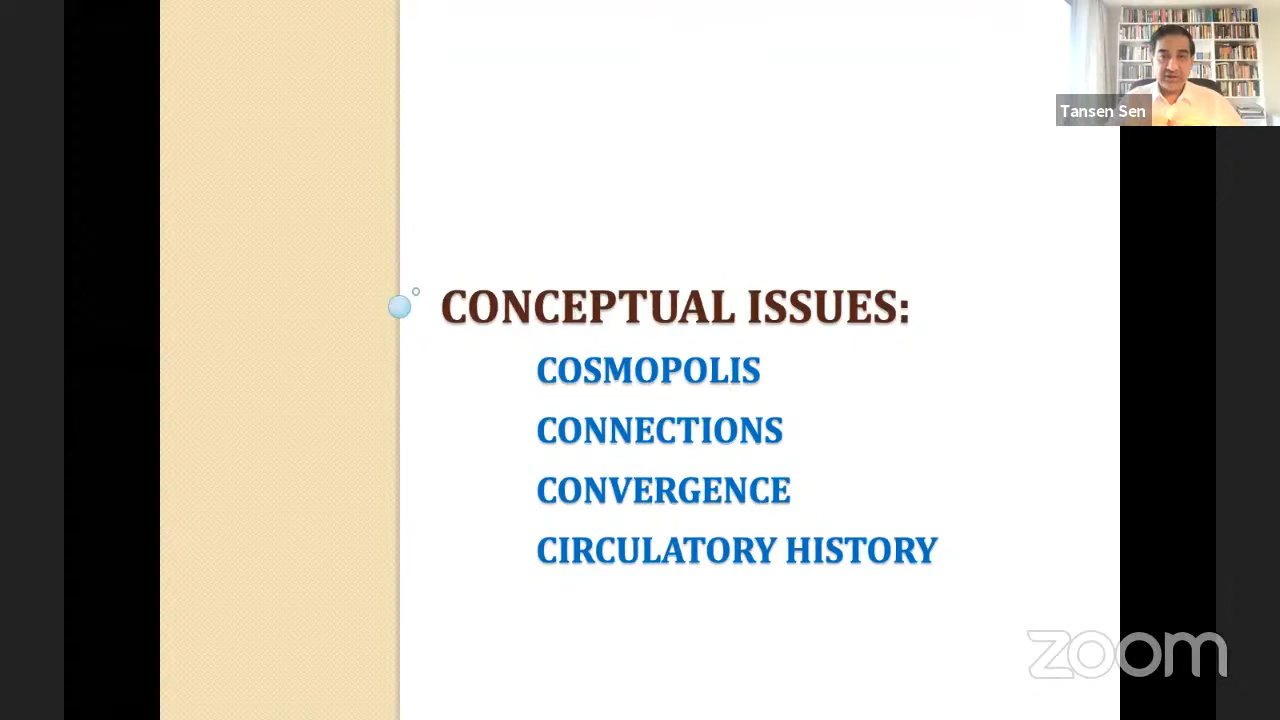 Tansen Sen
CONCEPTUAL ISSUES:
COSMOPOLIS
CONNECTIONS
CONVERGENCE
CIRCULATORY HISTORY
zoom